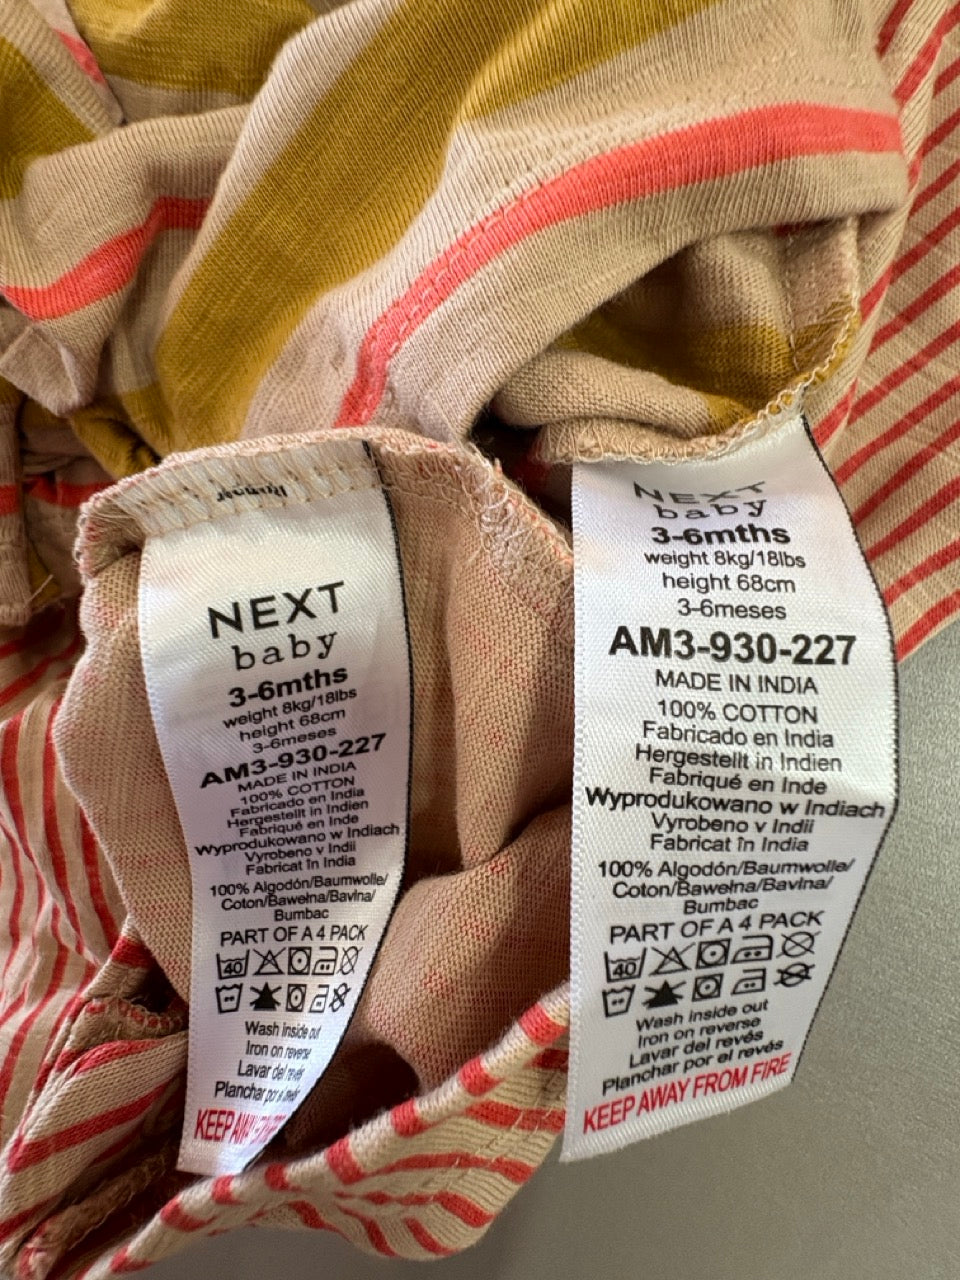 NEXT
baby
3-6mths
weight 8kg/18lbs
height 68cm
3-6meses
AM3-930-227
MADE IN INDIA
100% COTTON
Fabricado en India
Hergestellt in Indien
Fabriqué en Inde
Wyprodukowano w Indiach
Vyrobeno v Indii
Fabricat în India
100% Algodón/Baumwolle/
Coton/Bawełna/Bavlna/
Bumbac
PART OF A 4 PACK
40
Wash inside out
Iron on reverse
Lavar del revés
Planchar por el revés
KEEP AWAY
NEXT
baby
3-6mths
weight 8kg/18lbs
height 68cm
3-6meses
AM3-930-227
MADE IN INDIA
100% COTTON
Fabricado en India
Hergestellt in Indien
Fabriqué en Inde
Wyprodukowano w Indiach
Vyrobeno v Indii
Fabricat în India
100% Algodón/Baumwolle/
Coton/Bawełna/Bavlna/
Bumbac
PART OF A 4 PACK
40
Wash inside out
Iron on reverse
Lavar del revés
Planchar por el revés
KEEP AWAY FROM FIRE